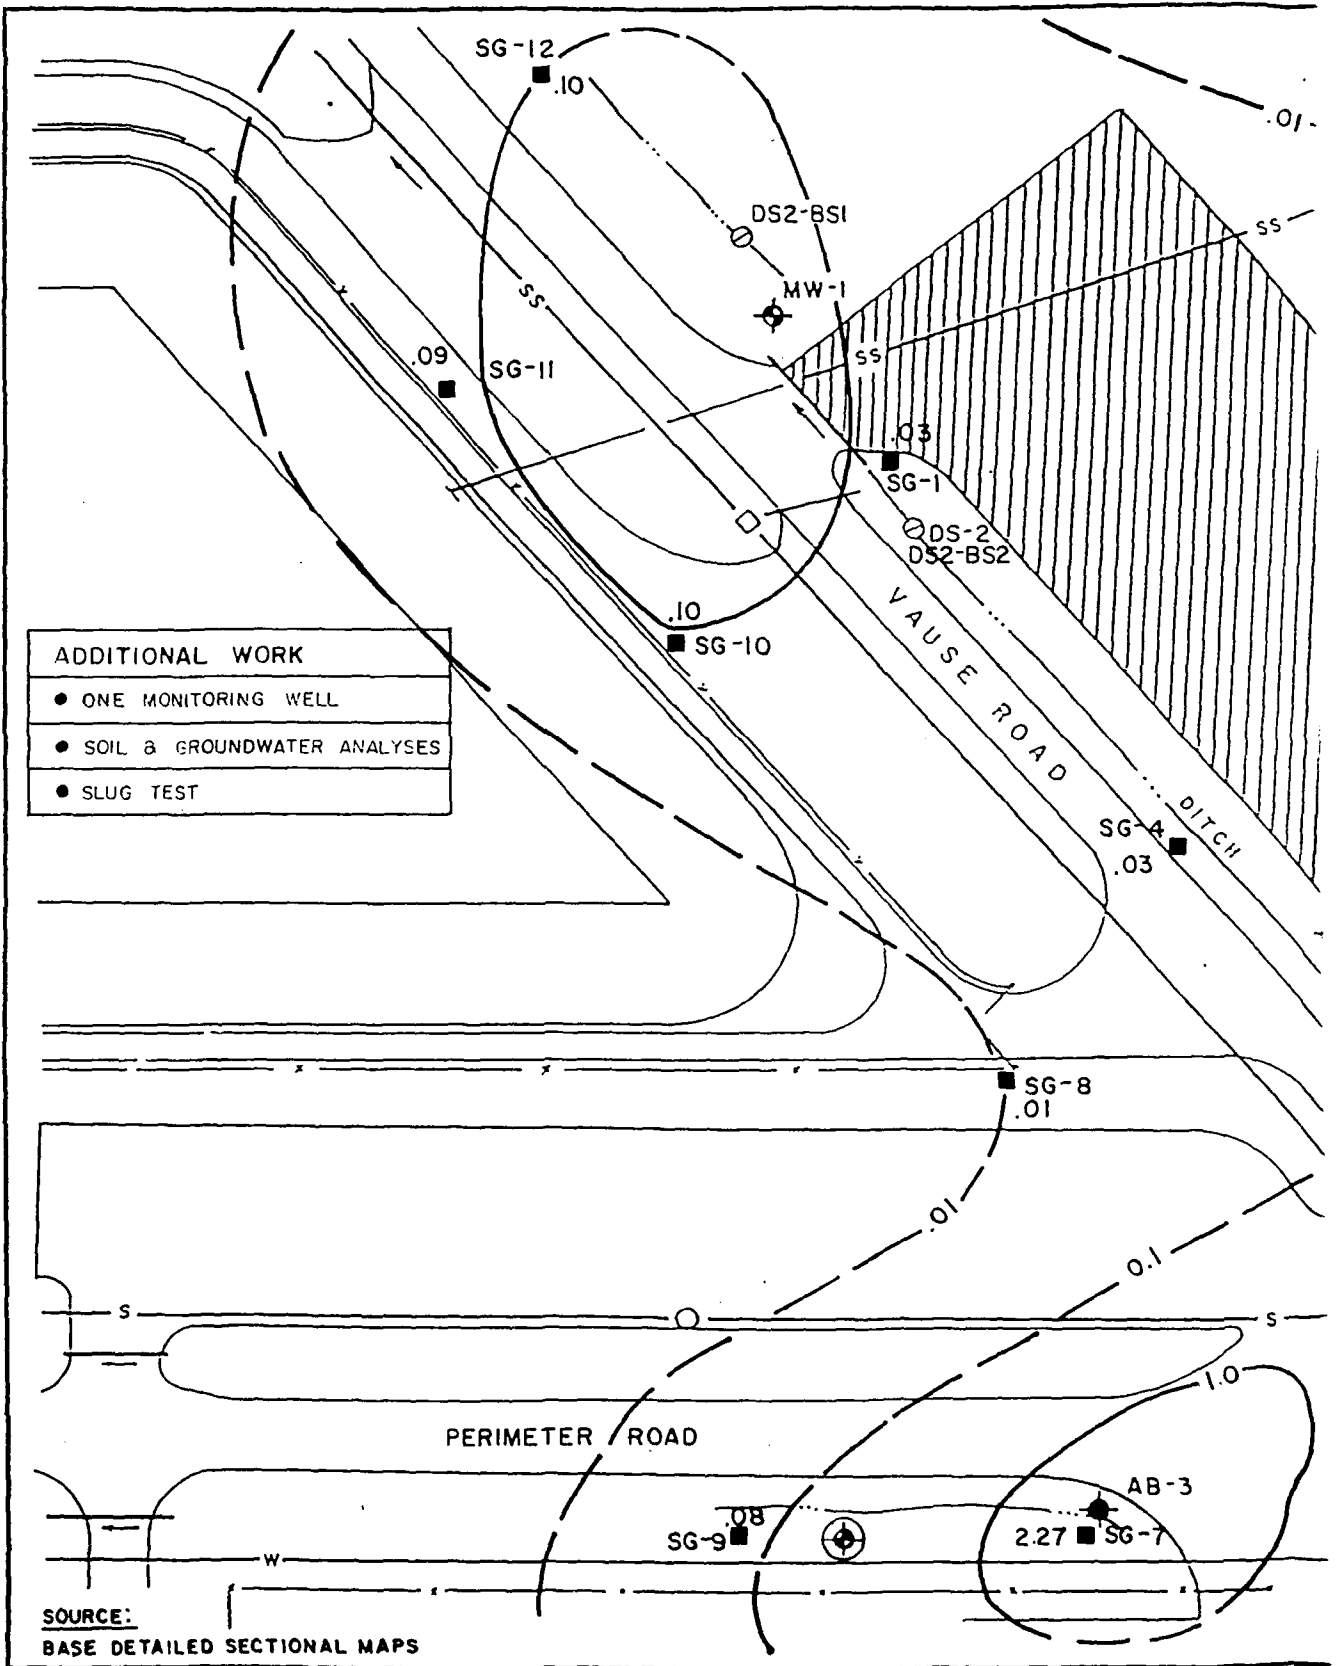 SG-12
.10
.01
DS2-BS1
SS
MW-1
SS
.09
SG-11
SS
.03
SG-1
DS-2
DS2-BS2
.10
SG-10
VAUSE ROAD
ADDITIONAL WORK
● ONE MONITORING WELL
● SOIL & GROUNDWATER ANALYSES
● SLUG TEST
SG-4
.03
DITCH
SG-8
.01
.01
0.1
S
S
1.0
PERIMETER ROAD
AB-3
.08
SG-9
2.27
SG-7
W
SOURCE:
BASE DETAILED SECTIONAL MAPS